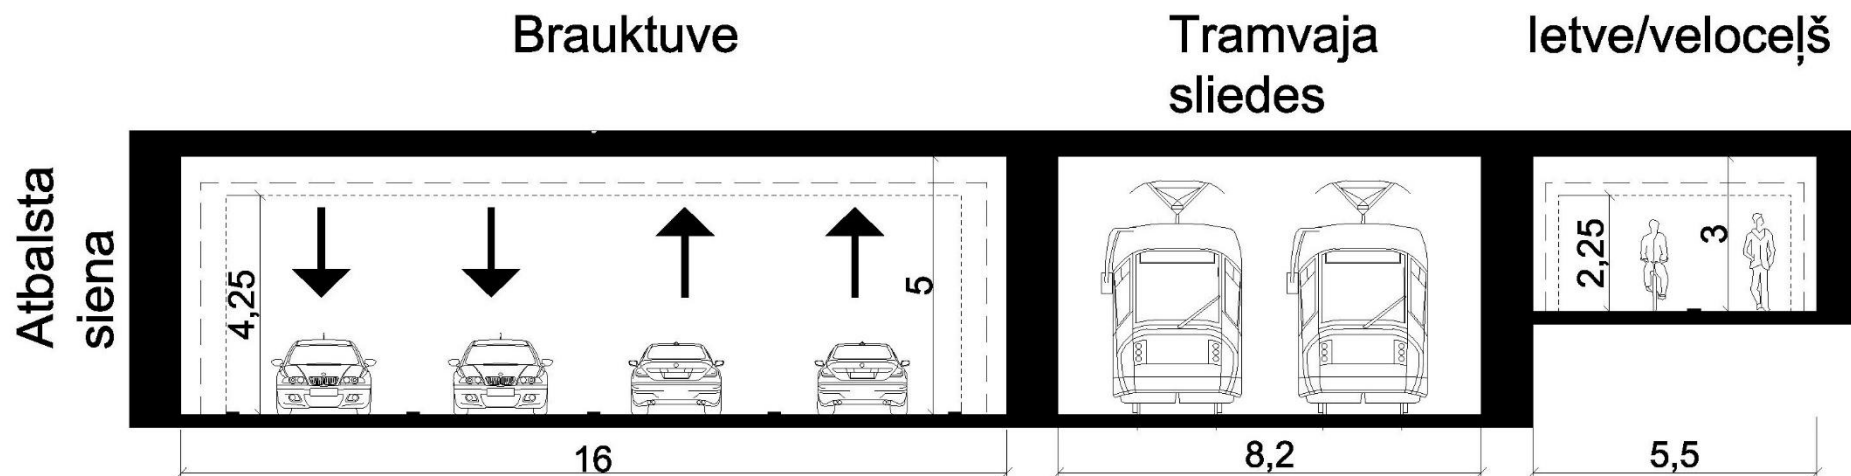 Brauktuve
Tramvaja
sliedes
Ietve/veloceļš
Atbalsta
siena
4,25
5
2,25
3
16
8,2
5,5